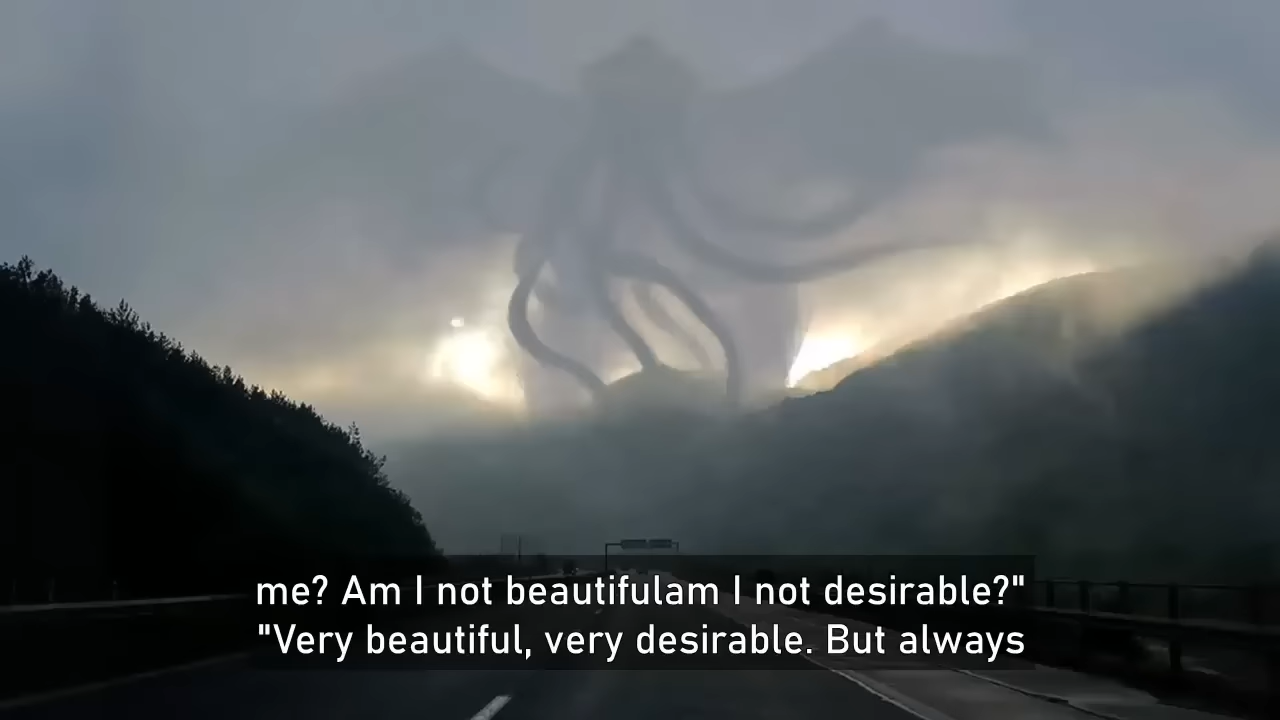 me? Am I not beautifulam I not desirable?"
"Very beautiful, very desirable. But always